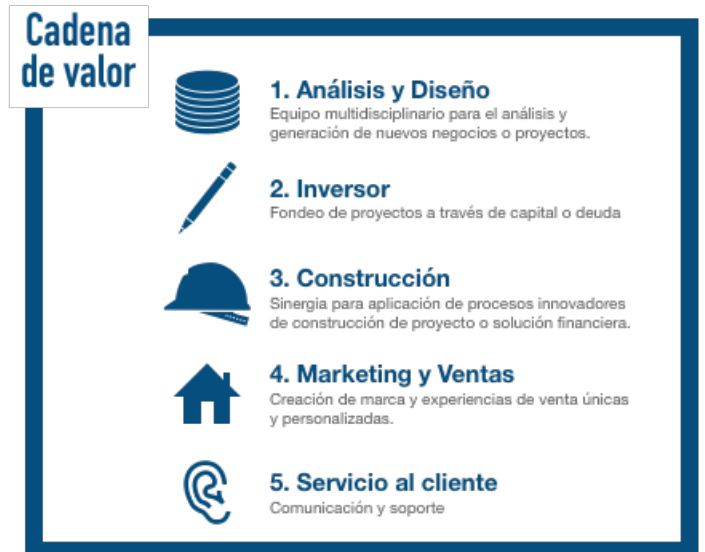 Cadena
de valor
1. Análisis y Diseño
Equipo multidisciplinario para el análisis y
generación de nuevos negocios o proyectos.
2. Inversor
Fondeo de proyectos a través de capital o deuda
3. Construcción
Sinergia para aplicación de procesos innovadores
de construcción de proyecto o solución financiera.
4. Marketing y Ventas
Creación de marca y experiencias de venta únicas
y personalizadas.
5. Servicio al cliente
Comunicación y soporte